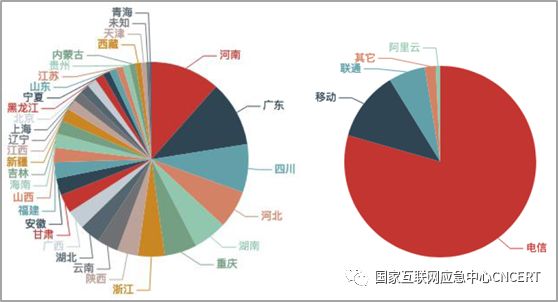 青海
未知
天津
西藏
内蒙古
贵州
江苏
山东
宁夏
黑龙江
北京
上海
辽宁
江西
新疆
吉林
海南
山西
福建
安徽
甘肃
广西
湖北
云南
陕西
浙江
重庆
湖南
河北
四川
广东
河南
阿里云
其它
联通
移动
电信
国家互联网应急中心CNCERT